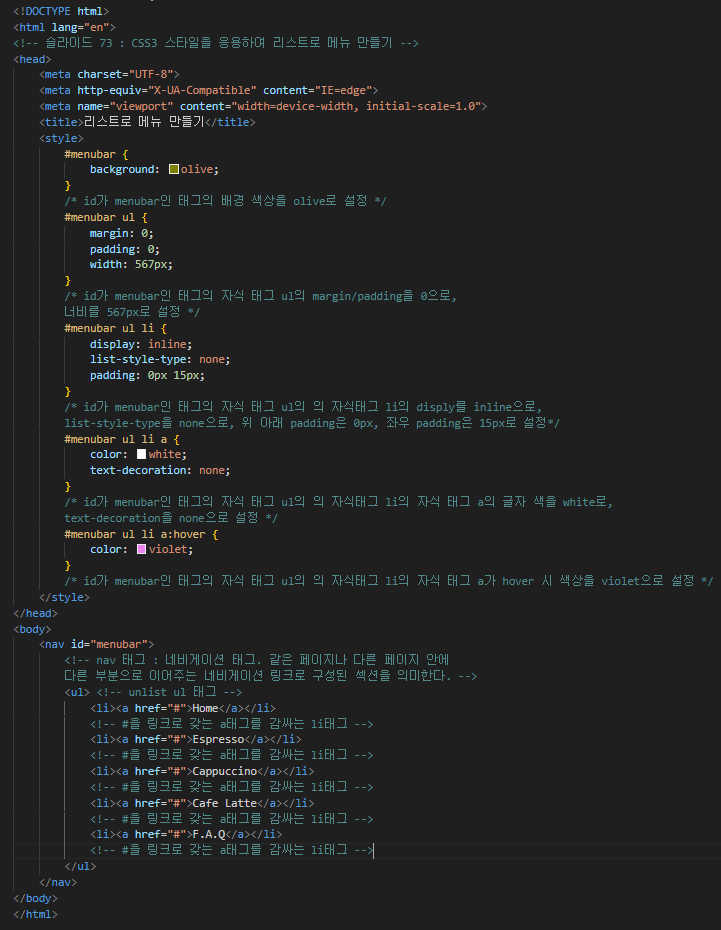 <!DOCTYPE html>
<html lang="en">
<!-- 슬라이드 73 : CSS3 스타일을 응용하여 리스트로 메뉴 만들기 -->
<head>
    <meta charset="UTF-8">
    <meta http-equiv="X-UA-Compatible" content="IE=edge">
    <meta name="viewport" content="width=device-width, initial-scale=1.0">
    <title>리스트로 메뉴 만들기</title>
    <style>
        #menubar {
            background: olive;
        }
        /* id가 menubar인 태그의 배경 색상을 olive로 설정 */
        #menubar ul {
            margin: 0;
            padding: 0;
            width: 567px;
        }
        /* id가 menubar인 태그의 자식 태그 ul의 margin/padding을 0으로,
        너비를 567px로 설정 */
        #menubar ul li {
            display: inline;
            list-style-type: none;
            padding: 0px 15px;
        }
        /* id가 menubar인 태그의 자식 태그 ul의 의 자식태그 li의 disply를 inline으로,
        list-style-type을 none으로, 위 아래 padding은 0px, 좌우 padding은 15px로 설정*/
        #menubar ul li a {
            color: white;
            text-decoration: none;
        }
        /* id가 menubar인 태그의 자식 태그 ul의 의 자식태그 li의 자식 태그 a의 글자 색을 white로,
        text-decoration을 none으로 설정 */
        #menubar ul li a:hover {
            color: violet;
        }
        /* id가 menubar인 태그의 자식 태그 ul의 의 자식태그 li의 자식 태그 a가 hover 시 색상을 violet으로 설정 */
    </style>
</head>
<body>
    <nav id="menubar">
        <!-- nav 태그 : 네비게이션 태그. 같은 페이지나 다른 페이지 안에
        다른 부분으로 이어주는 네비게이션 링크로 구성된 섹션을 의미한다. -->
        <ul> <!-- unlist ul 태그 -->
            <li><a href="#">Home</a></li>
            <!-- #을 링크로 갖는 a태그를 감싸는 li태그 -->
            <li><a href="#">Espresso</a></li>
            <!-- #을 링크로 갖는 a태그를 감싸는 li태그 -->
            <li><a href="#">Cappuccino</a></li>
            <!-- #을 링크로 갖는 a태그를 감싸는 li태그 -->
            <li><a href="#">Cafe Latte</a></li>
            <!-- #을 링크로 갖는 a태그를 감싸는 li태그 -->
            <li><a href="#">F.A.Q</a></li>
            <!-- #을 링크로 갖는 a태그를 감싸는 li태그 -->
        </ul>
    </nav>
</body>
</html>